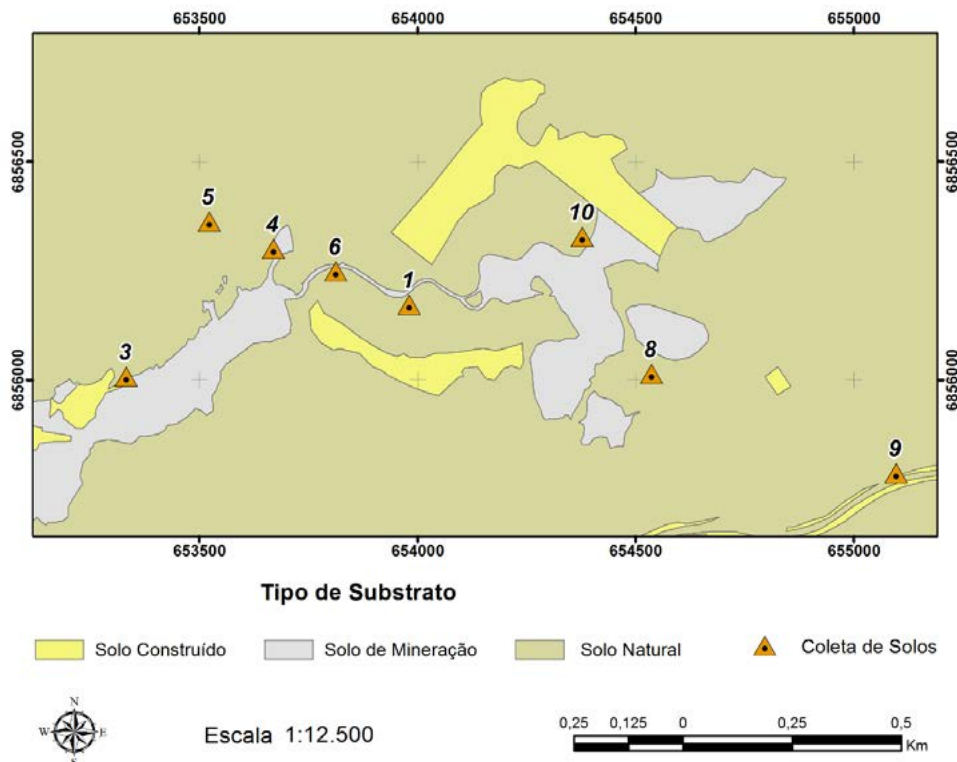 653500 654000 654500 655000
6856500 6856500
5
4
10
6
1
3
8
6856000 6856000
9
653500 654000 654500 655000
Tipo de Substrato
Solo Construído Solo de Mineração Solo Natural Coleta de Solos
N
W E
S
Escala 1:12.500
0,25 0,125 0 0,25 0,5
Km